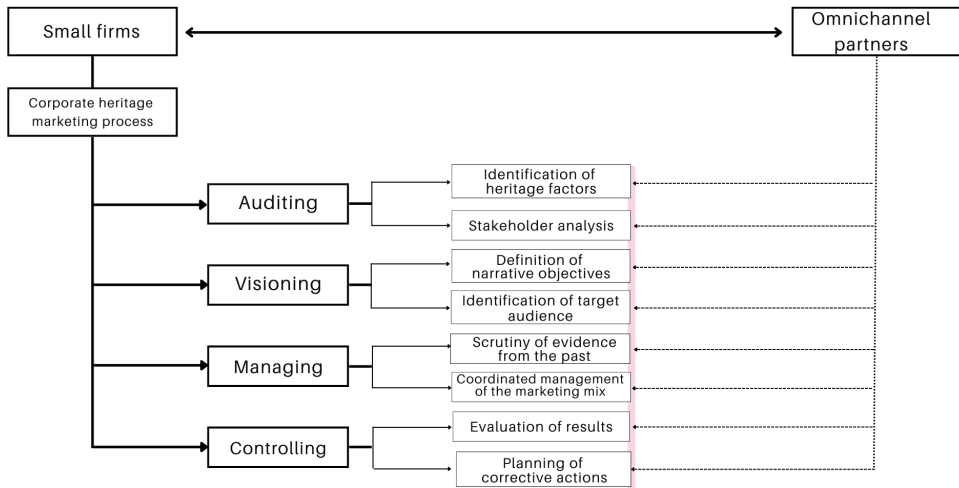 Small firms
Omnichannel
partners
Corporate heritage
marketing process
Auditing
Identification of
heritage factors
Stakeholder analysis
Visioning
Definition of
narrative objectives
Identification of target
audience
Managing
Scrutiny of evidence
from the past
Coordinated management
of the marketing mix
Controlling
Evaluation of results
Planning of
corrective actions